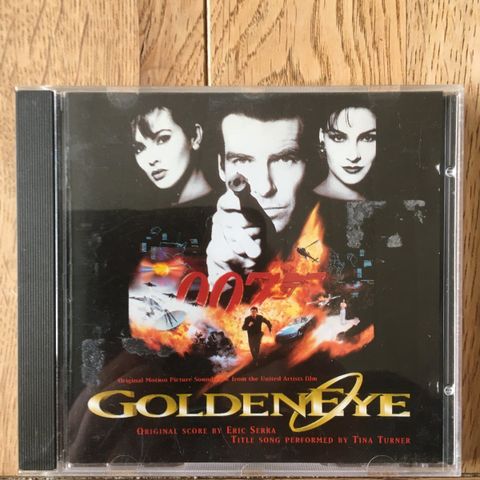 007
Original Motion Picture Soundtrack from the United Artists film
GOLDENEYE
ORIGINAL SCORE BY ERIC SERRA
TITLE SONG PERFORMED BY TINA TURNER